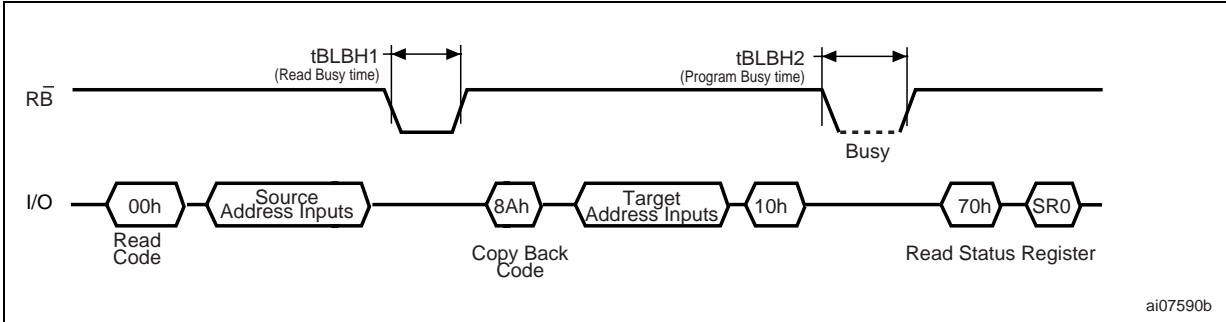 tBLBH1
(Read Busy time)
tBLBH2
(Program Busy time)
RB̅
Busy
I/O
00h
Source
Address Inputs
8Ah
Target
Address Inputs
10h
70h
SR0
Read
Code
Copy Back
Code
Read Status Register
ai07590b